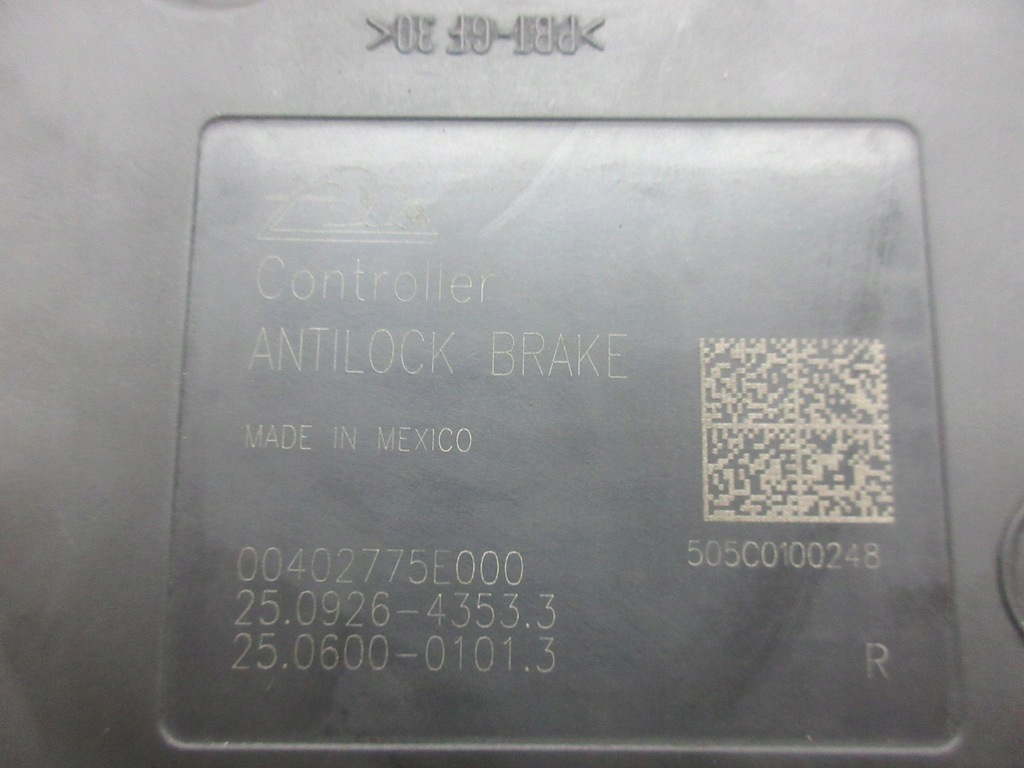 >PBT-GF 30<
Controller
ANTILOCK BRAKE
MADE IN MEXICO
00402775E000
25.0926-4353.3
25.0600-0101.3
505C0100248
R